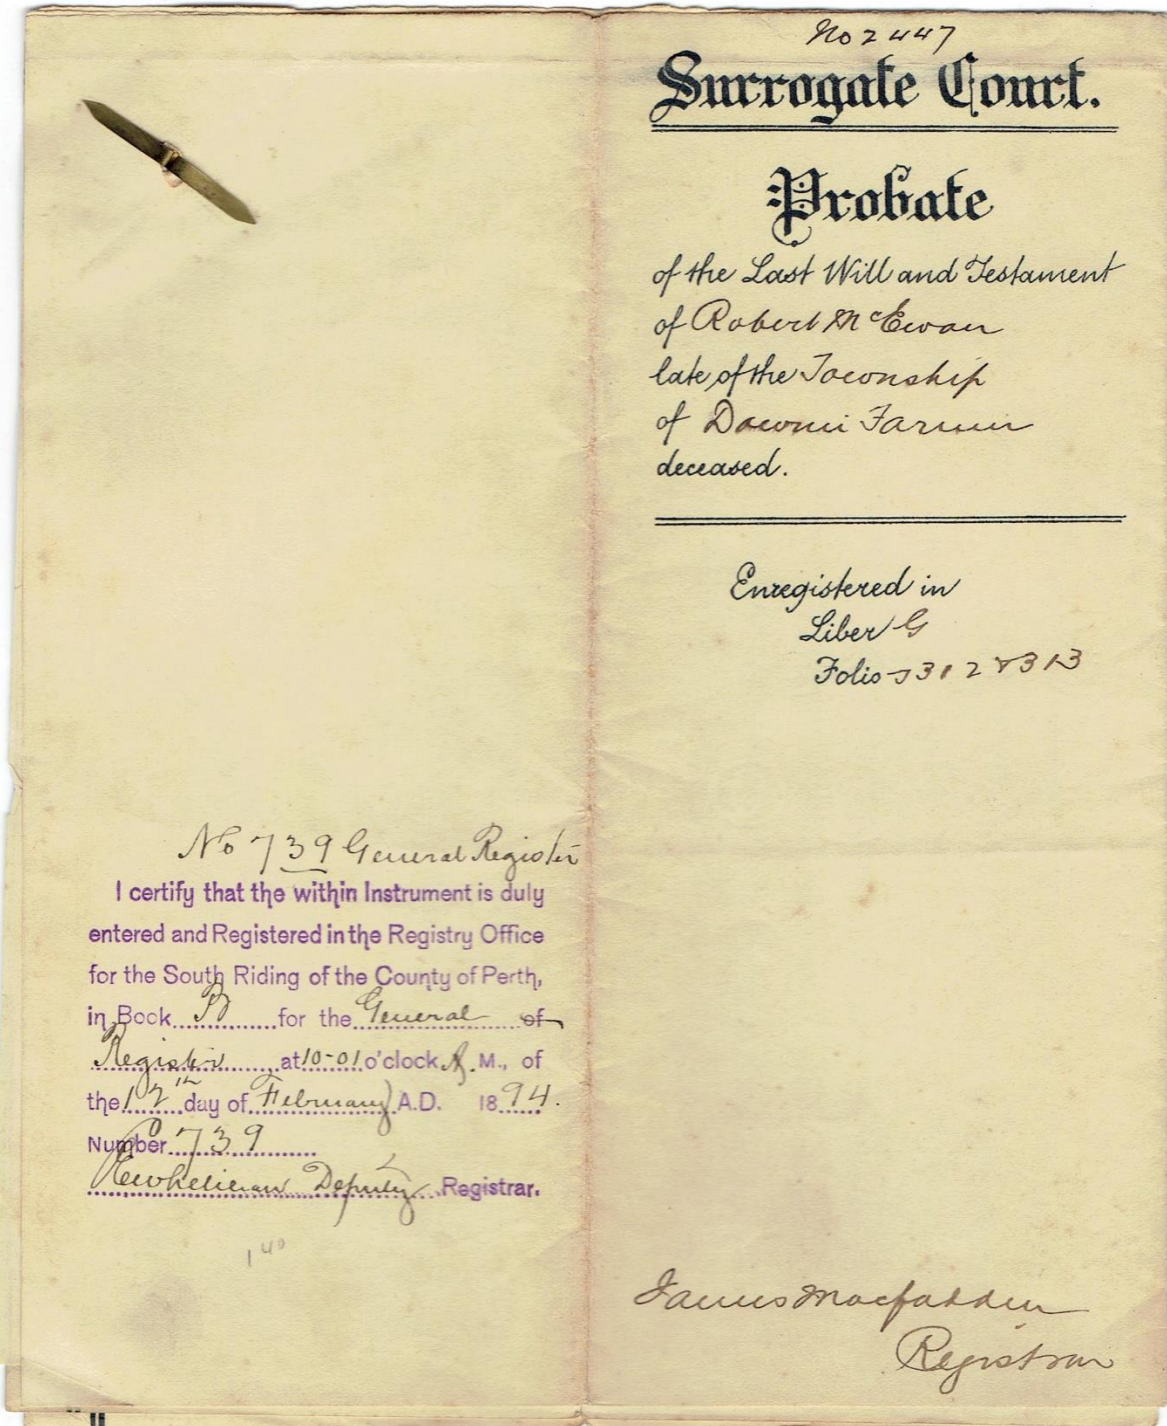 No 2447
Surrogate Court.
Probate
of the Last Will and Testament
of Robert McEwan
late of the Township
of Downie Farmer
deceased.
Enregistered in
Liber G
Folios 312 & 313
James Macfadden
Registrar
No 739 General Register
I certify that the within Instrument is duly
entered and Registered in the Registry Office
for the South Riding of the County of Perth,
in Book B for the General of
Register at 10-01 o'clock A. M., of
the 12th day of February A.D. 1894.
Number 739
Deputy Registrar.
1 40